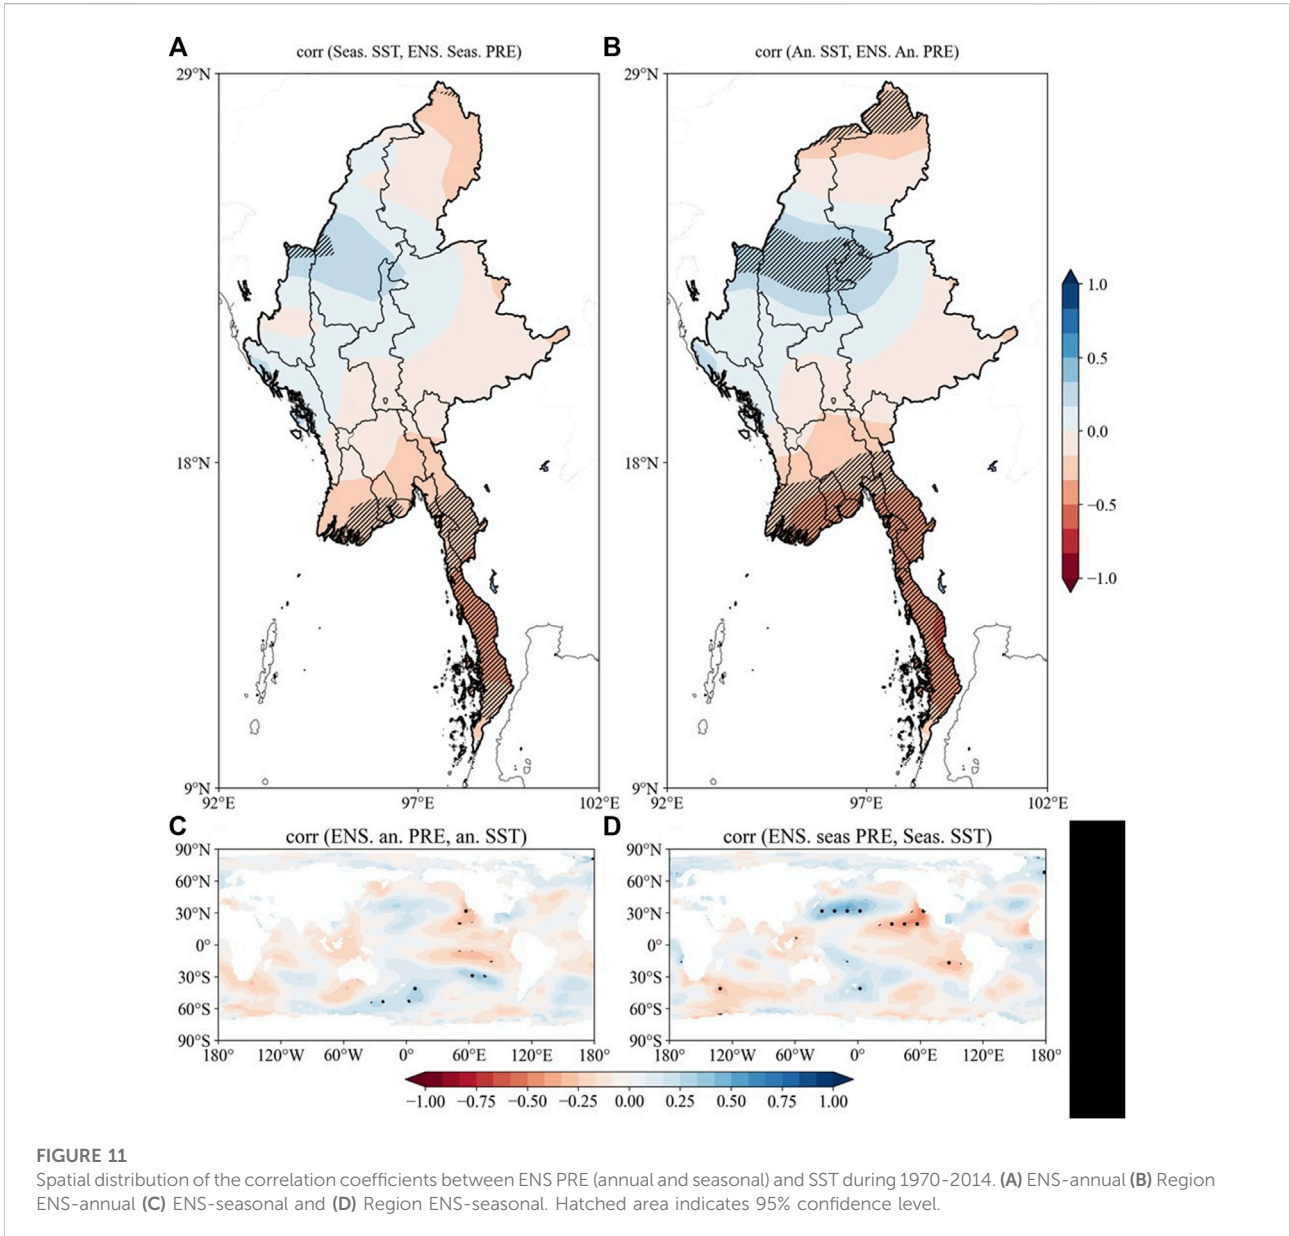 A
corr (Seas. SST, ENS. Seas. PRE)
B
corr (An. SST, ENS. An. PRE)
29°N
18°N
9°N
92°E
97°E
102°E
29°N
18°N
9°N
92°E
97°E
102°E
1.0
0.5
0.0
−0.5
−1.0
C
corr (ENS. an. PRE, an. SST)
D
corr (ENS. seas PRE, Seas. SST)
90°N
60°N
30°N
0°
30°S
60°S
90°S
180°
120°W
60°W
0°
60°E
120°E
180°
90°N
60°N
30°N
0°
30°S
60°S
90°S
180°
120°W
60°W
0°
60°E
120°E
180°
−1.00 −0.75 −0.50 −0.25 0.00 0.25 0.50 0.75 1.00
FIGURE 11
Spatial distribution of the correlation coefficients between ENS PRE (annual and seasonal) and SST during 1970-2014. (A) ENS-annual (B) Region
ENS-annual (C) ENS-seasonal and (D) Region ENS-seasonal. Hatched area indicates 95% confidence level.